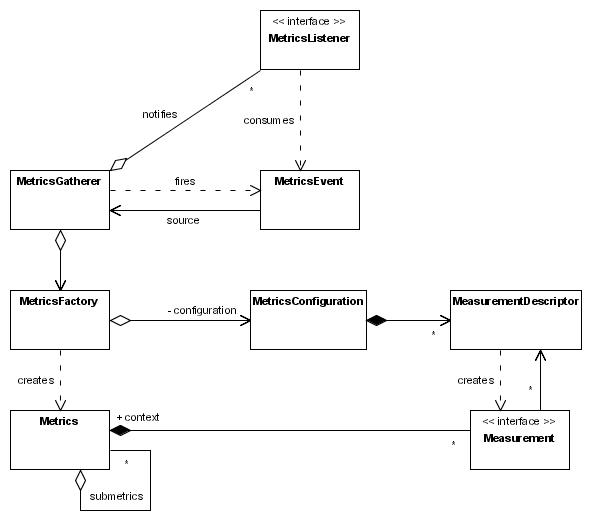 << interface >>
MetricsListener
*
notifies
consumes
MetricsGatherer
fires
MetricsEvent
source
MetricsFactory
- configuration
MetricsConfiguration
*
MeasurementDescriptor
creates
creates
*
Metrics
+ context
*
<< interface >>
Measurement
*
submetrics